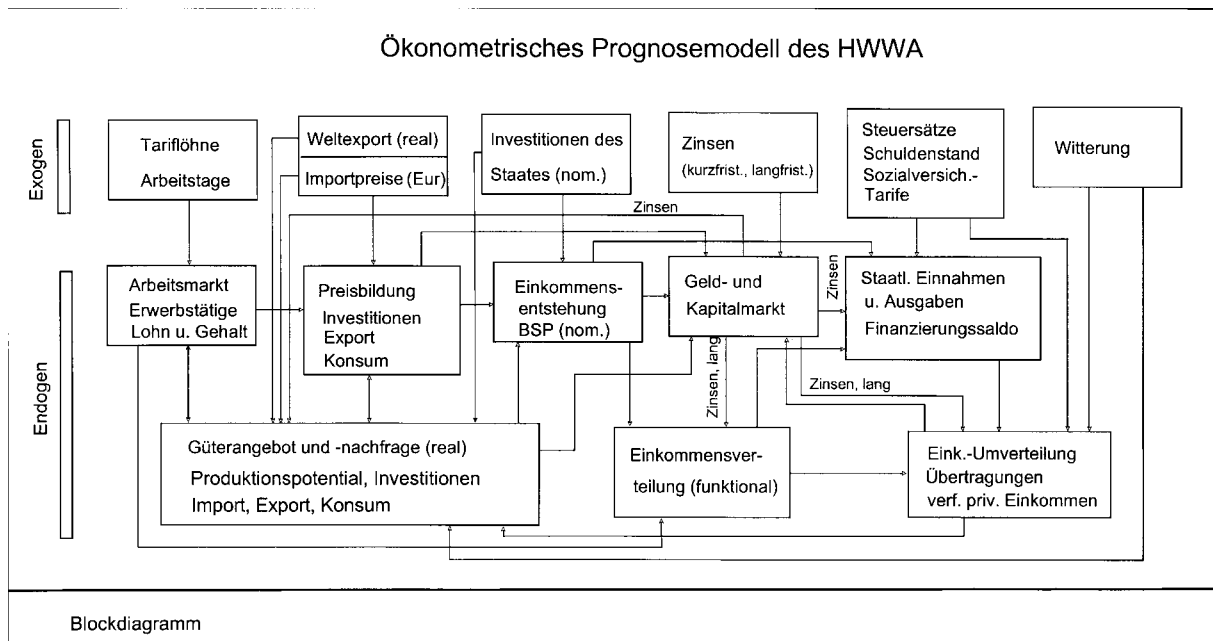 Ökonometrisches Prognosemodell des HWWA
Exogen
Tariflöhne
Arbeitstage
Weltexport (real)
Importpreise (Eur)
Investitionen des
Staates (nom.)
Zinsen
(kurzfrist., langfrist.)
Steuersätze
Schuldenstand
Sozialversich.-
Tarife
Witterung
Zinsen
Endogen
Arbeitsmarkt
Erwerbstätige
Lohn u. Gehalt
Preisbildung
Investitionen
Export
Konsum
Einkommens-
entstehung
BSP (nom.)
Geld- und
Kapitalmarkt
Zinsen
Staatl. Einnahmen
u. Ausgaben
Finanzierungssaldo
Zinsen, lang
Zinsen, lang
Güterangebot und -nachfrage (real)
Produktionspotential, Investitionen
Import, Export, Konsum
Einkommensver-
teilung (funktional)
Eink.-Umverteilung
Übertragungen
verf. priv. Einkommen
Blockdiagramm